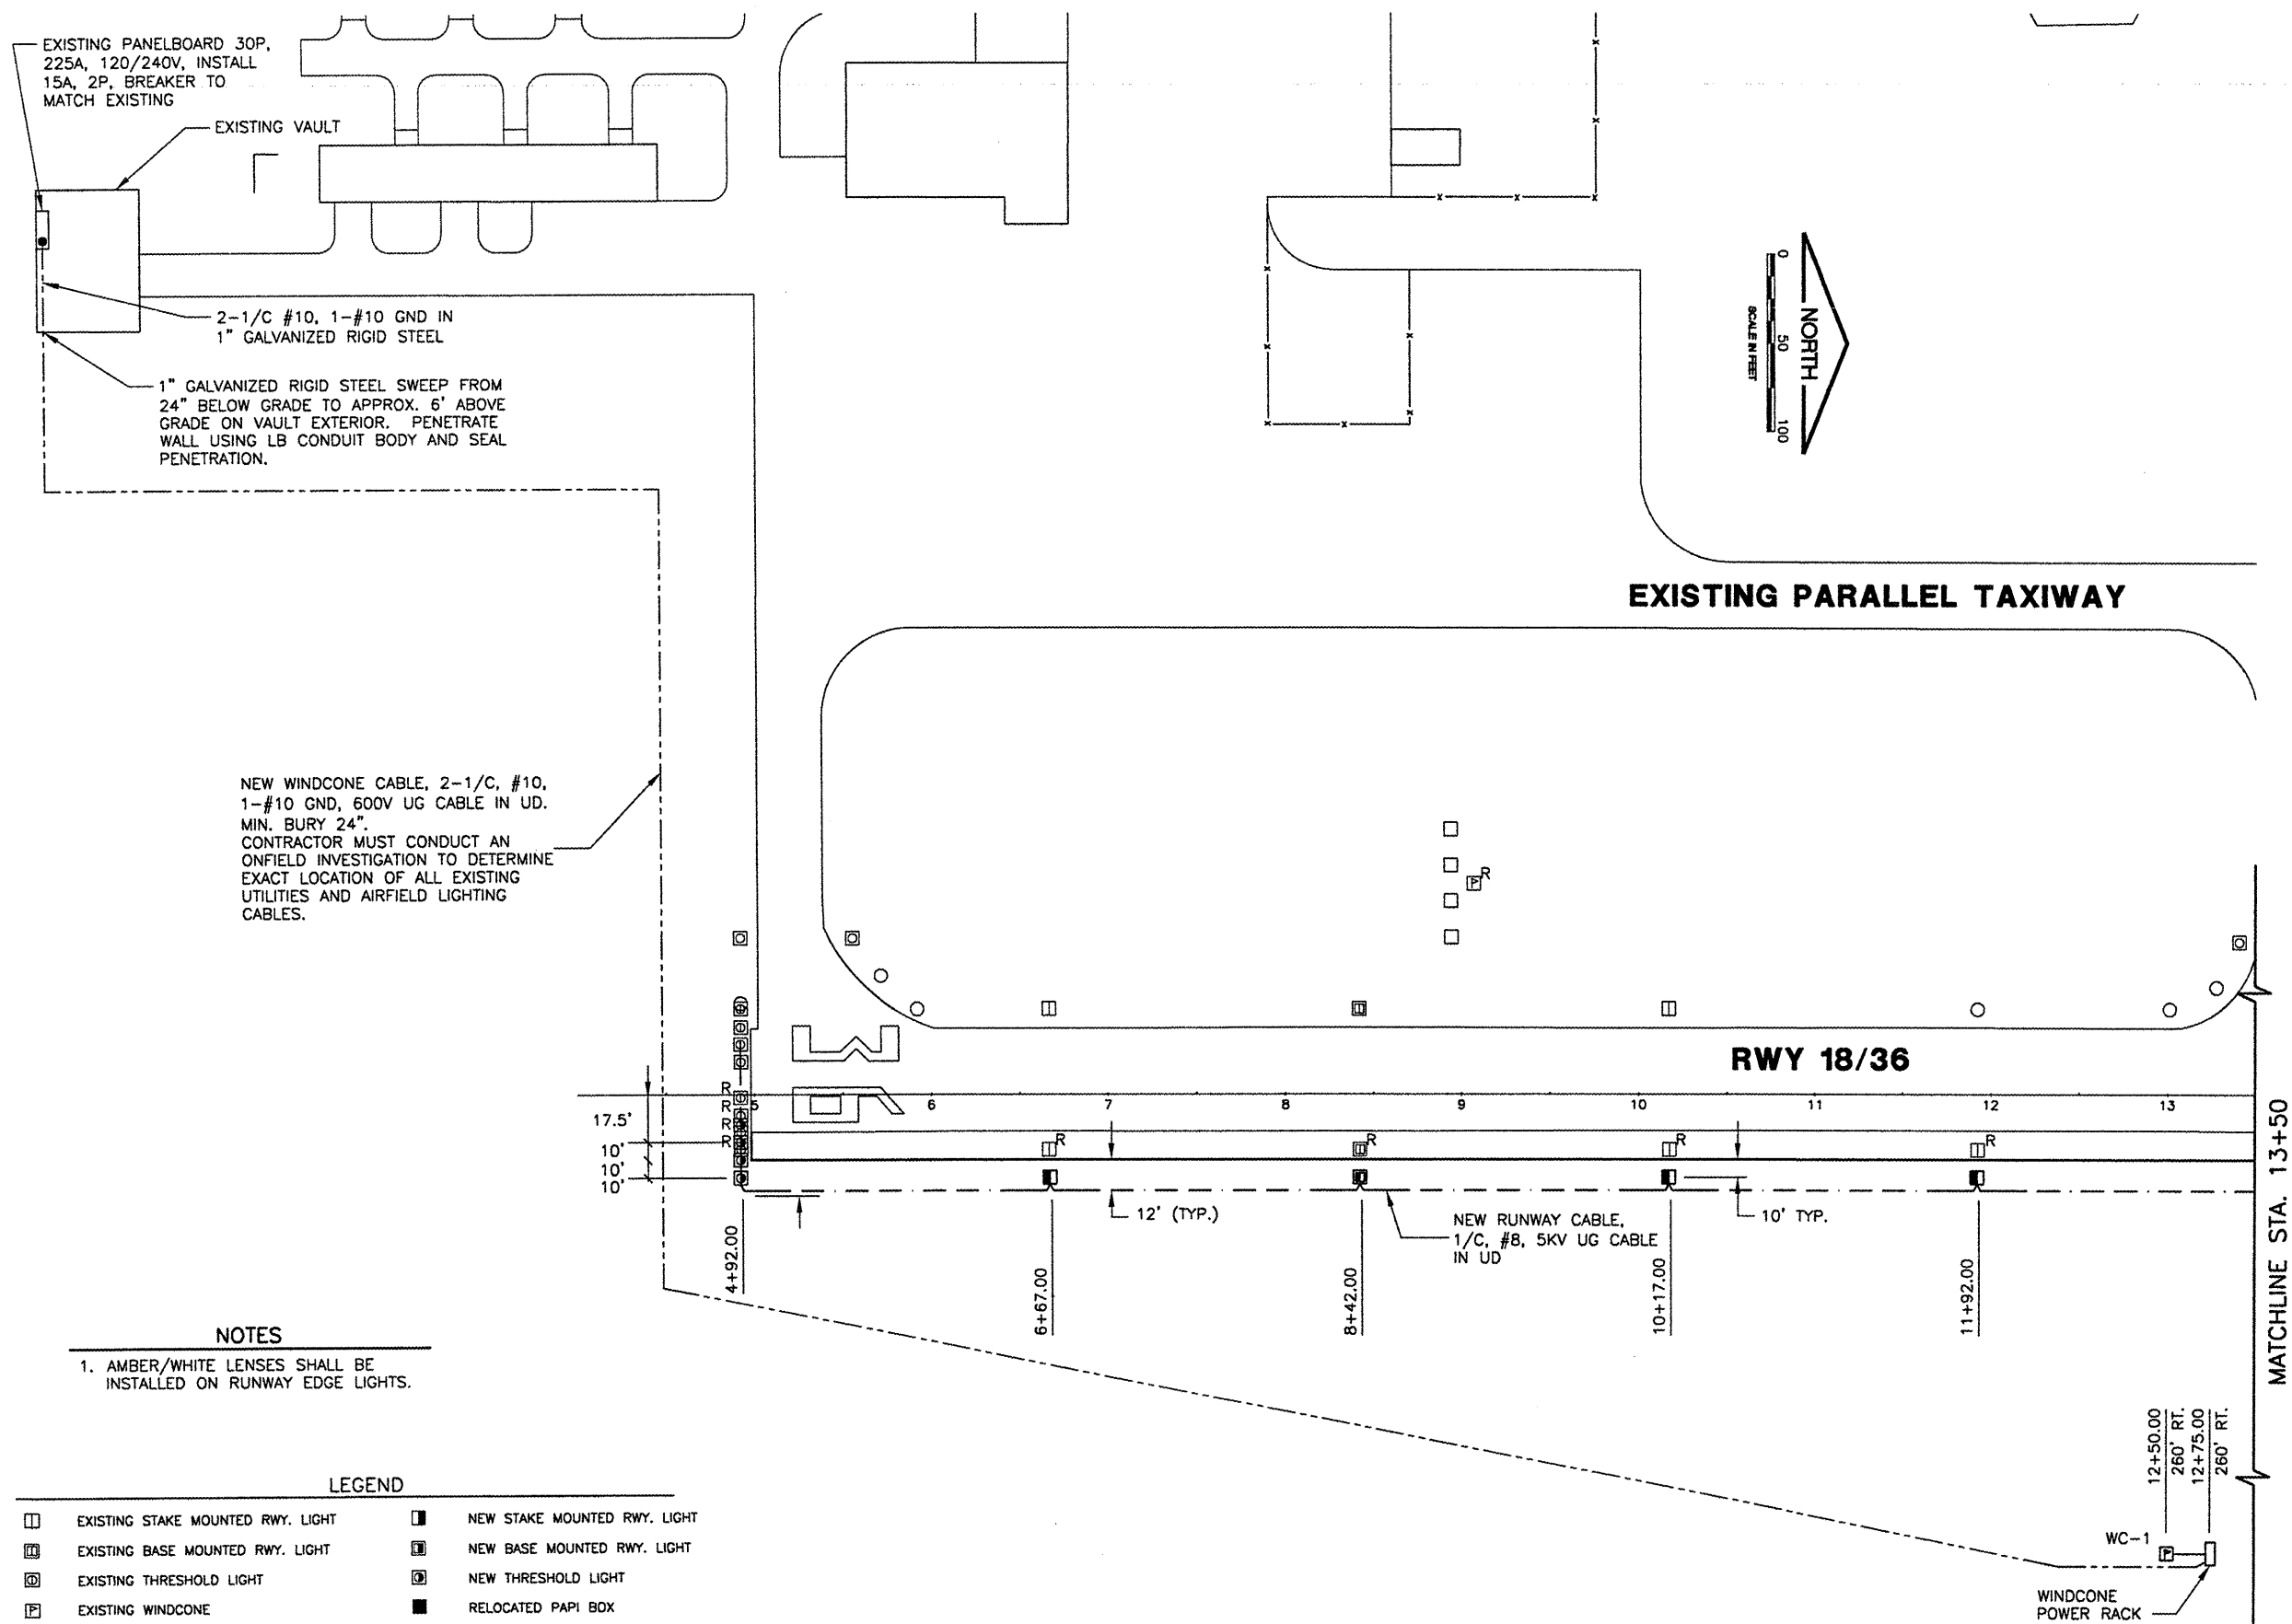 EXISTING PANELBOARD 30P,
225A, 120/240V, INSTALL
15A, 2P, BREAKER TO
MATCH EXISTING
EXISTING VAULT
2-1/C #10, 1-#10 GND IN
1" GALVANIZED RIGID STEEL
1" GALVANIZED RIGID STEEL SWEEP FROM
24" BELOW GRADE TO APPROX. 6' ABOVE
GRADE ON VAULT EXTERIOR. PENETRATE
WALL USING LB CONDUIT BODY AND SEAL
PENETRATION.
0
50
100
SCALE IN FEET
NORTH
EXISTING PARALLEL TAXIWAY
NEW WINDCONE CABLE, 2-1/C, #10,
1-#10 GND, 600V UG CABLE IN UD.
MIN. BURY 24".
CONTRACTOR MUST CONDUCT AN
ONFIELD INVESTIGATION TO DETERMINE
EXACT LOCATION OF ALL EXISTING
UTILITIES AND AIRFIELD LIGHTING
CABLES.
R
RWY 18/36
R
R
R
R
5
6
7
8
9
10
11
12
13
17.5'
10'
10'
10'
R
R
R
R
12' (TYP.)
10' TYP.
NEW RUNWAY CABLE,
1/C, #8, 5KV UG CABLE
IN UD
4+92.00
6+67.00
8+42.00
10+17.00
11+92.00
MATCHLINE STA. 13+50
NOTES
1. AMBER/WHITE LENSES SHALL BE
INSTALLED ON RUNWAY EDGE LIGHTS.
12+50.00
260' RT.
12+75.00
260' RT.
WC-1
WINDCONE
POWER RACK
LEGEND
EXISTING STAKE MOUNTED RWY. LIGHT
NEW STAKE MOUNTED RWY. LIGHT
EXISTING BASE MOUNTED RWY. LIGHT
NEW BASE MOUNTED RWY. LIGHT
EXISTING THRESHOLD LIGHT
NEW THRESHOLD LIGHT
EXISTING WINDCONE
RELOCATED PAPI BOX